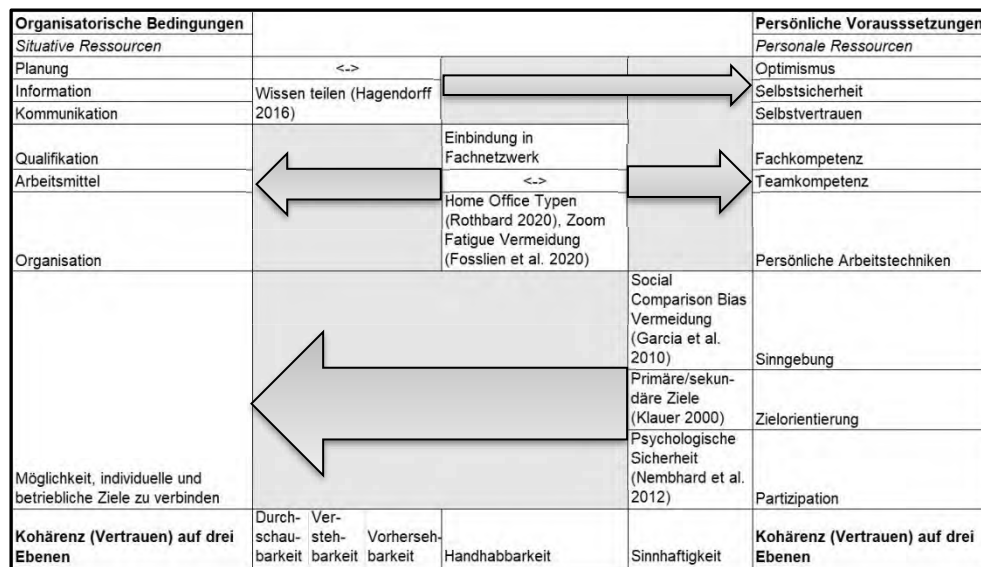 Organisatorische Bedingungen
Persönliche Vorausssetzungen
Situative Ressourcen
Personale Ressourcen
Planung
<->
Optimismus
Information
Wissen teilen (Hagendorff
2016)
Selbstsicherheit
Kommunikation
Selbstvertrauen
Qualifikation
Einbindung in
Fachnetzwerk
Fachkompetenz
Arbeitsmittel
<->
Teamkompetenz
Organisation
Home Office Typen
(Rothbard 2020), Zoom
Fatigue Vermeidung
(Fosslien et al. 2020)
Persönliche Arbeitstechniken
Möglichkeit, individuelle und
betriebliche Ziele zu verbinden
Social
Comparison Bias
Vermeidung
(Garcia et al.
2010)
Sinngebung
Primäre/sekun-
däre Ziele
(Klauer 2000)
Zielorientierung
Psychologische
Sicherheit
(Nembhard et al.
2012)
Partizipation
Kohärenz (Vertrauen) auf drei
Ebenen
Durch-
schau-
barkeit
Ver-
steh-
barkeit
Vorherseh-
barkeit
Handhabbarkeit
Sinnhaftigkeit
Kohärenz (Vertrauen) auf drei
Ebenen